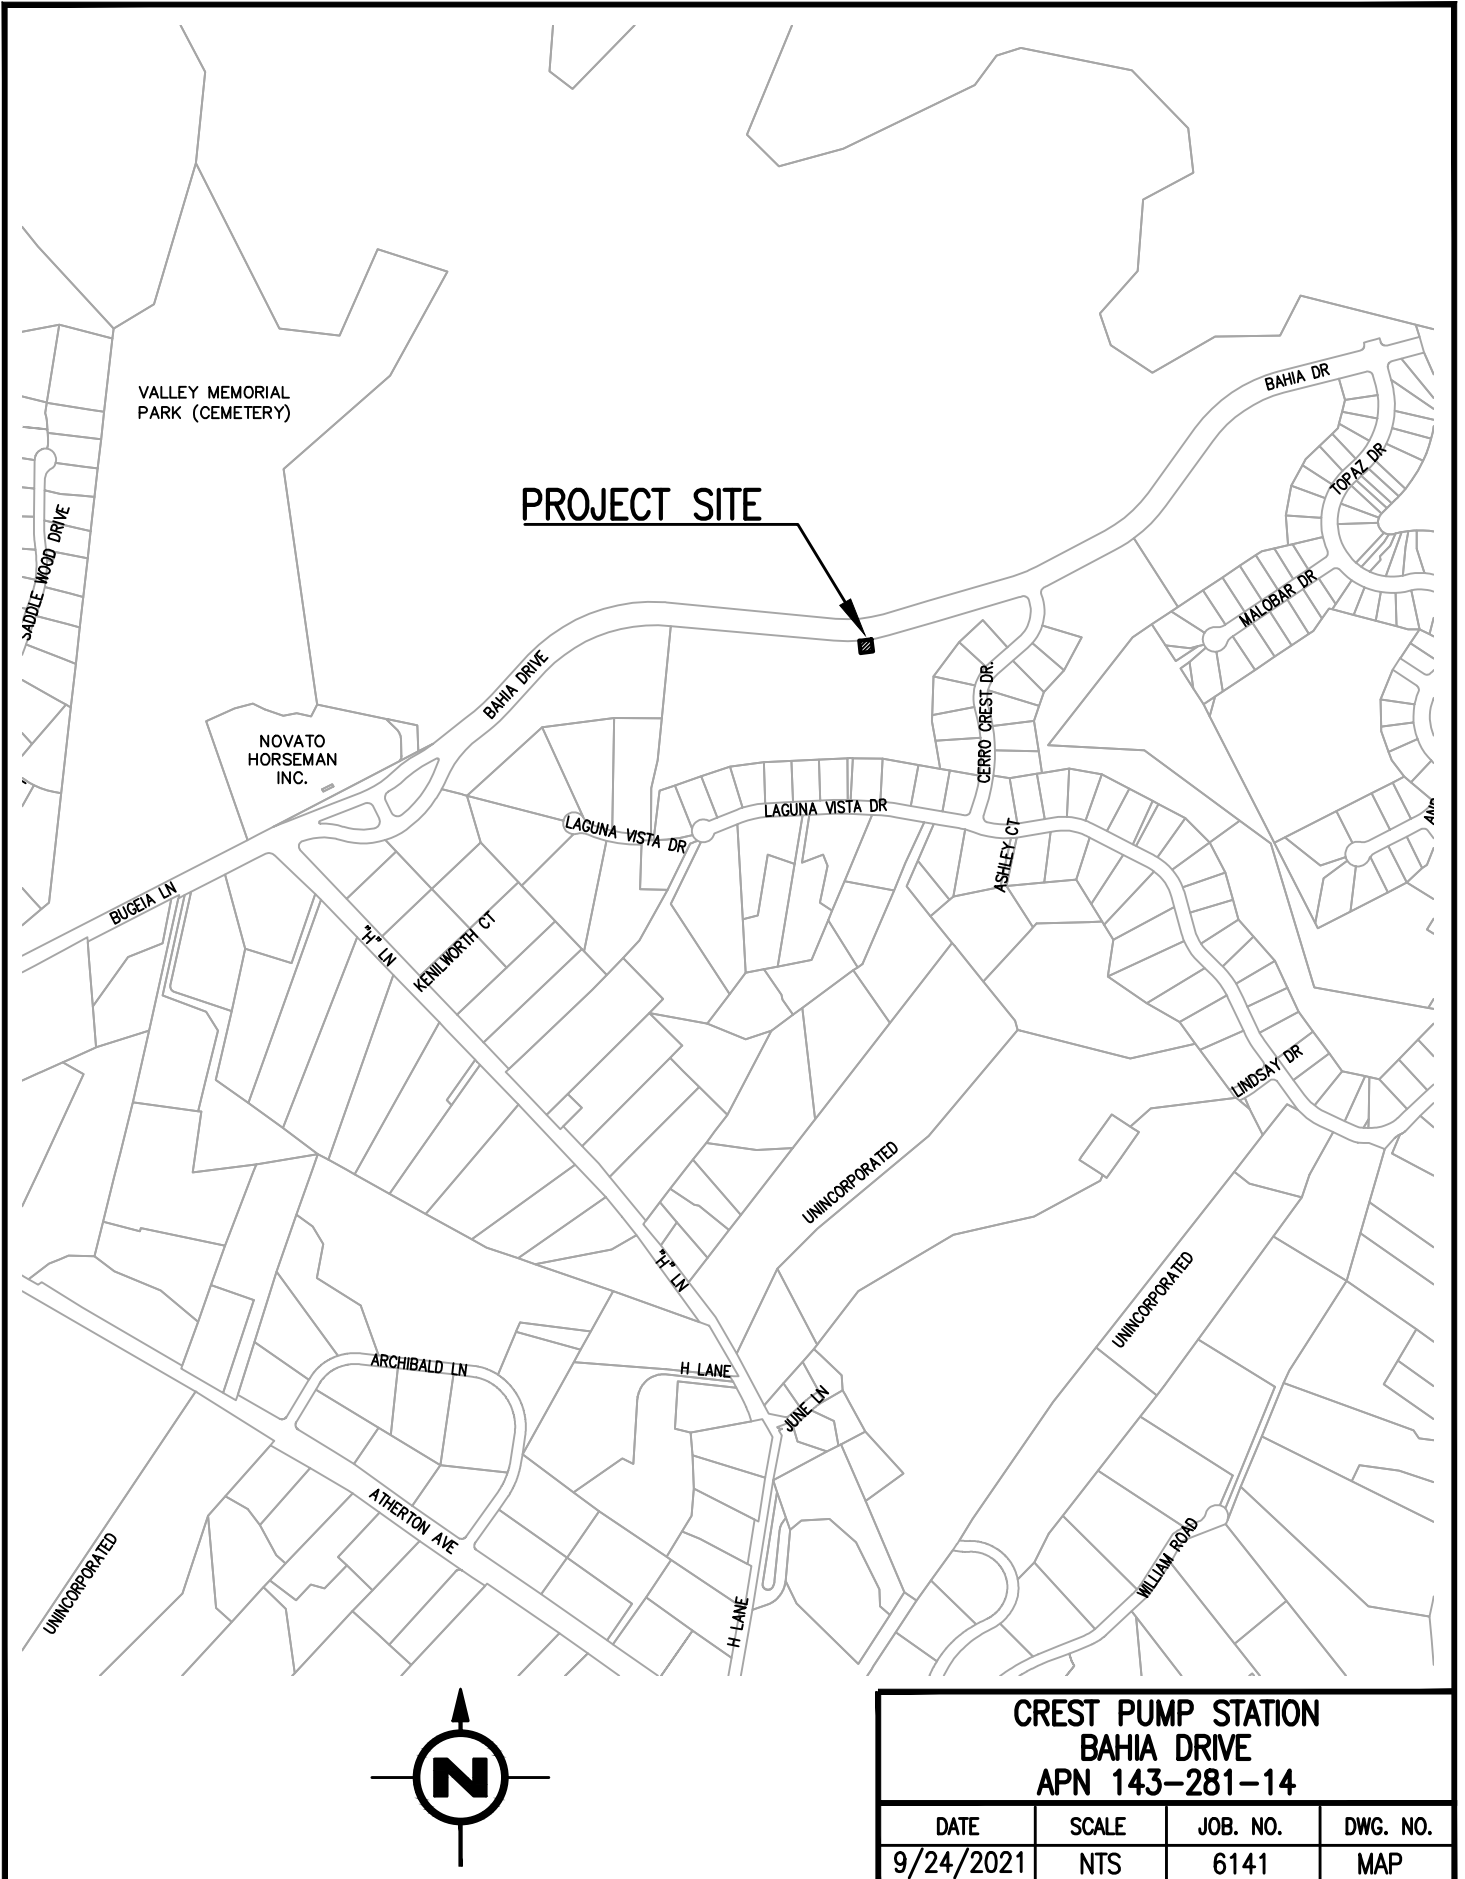 VALLEY MEMORIAL
PARK (CEMETERY)
BAHIA DR
TOPAZ DR
PROJECT SITE
SADDLE WOOD DRIVE
MALOBAR DR
BAHIA DRIVE
CERRO CREST DR.
NOVATO
HORSEMAN
INC.
LAGUNA VISTA DR
LAGUNA VISTA DR
ASHLEY CT
BUGEIA LN
"H" LN
KENILWORTH CT
LINDSAY DR
UNINCORPORATED
"H" LN
UNINCORPORATED
ARCHIBALD LN
H LANE
JUNE LN
ATHERTON AVE
UNINCORPORATED
WILLIAM ROAD
H LANE
N
CREST PUMP STATION
BAHIA DRIVE
APN 143-281-14
DATE SCALE JOB. NO. DWG. NO.
9/24/2021 NTS 6141 MAP